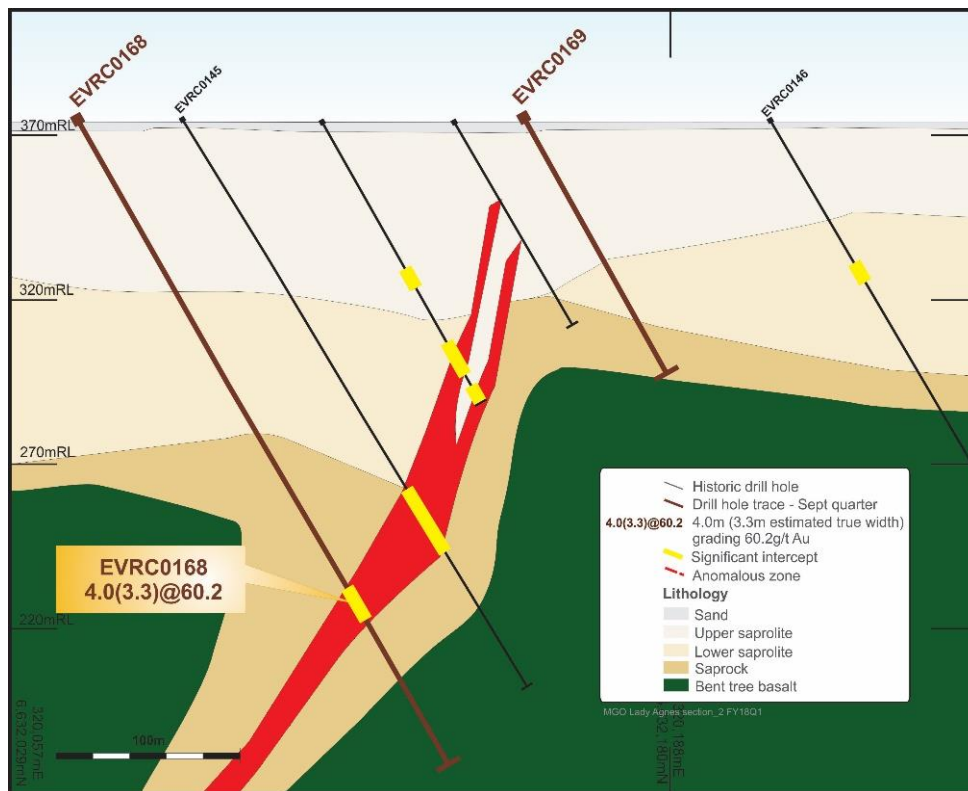 EVRC0168
EVRC0145
EVRC0169
EVRC0146
370mRL
320mRL
270mRL
220mRL
EVRC0168
4.0(3.3)@60.2
Historic drill hole
Drill hole trace - Sept quarter
4.0(3.3)@60.2 4.0m (3.3m estimated true width)
grading 60.2g/t Au
Significant intercept
Anomalous zone
Lithology
Sand
Upper saprolite
Lower saprolite
Saprock
Bent tree basalt
MGO Lady Agnes section_2 FY18Q1
320,057mE
6,632,029mN
100m
320,188mE